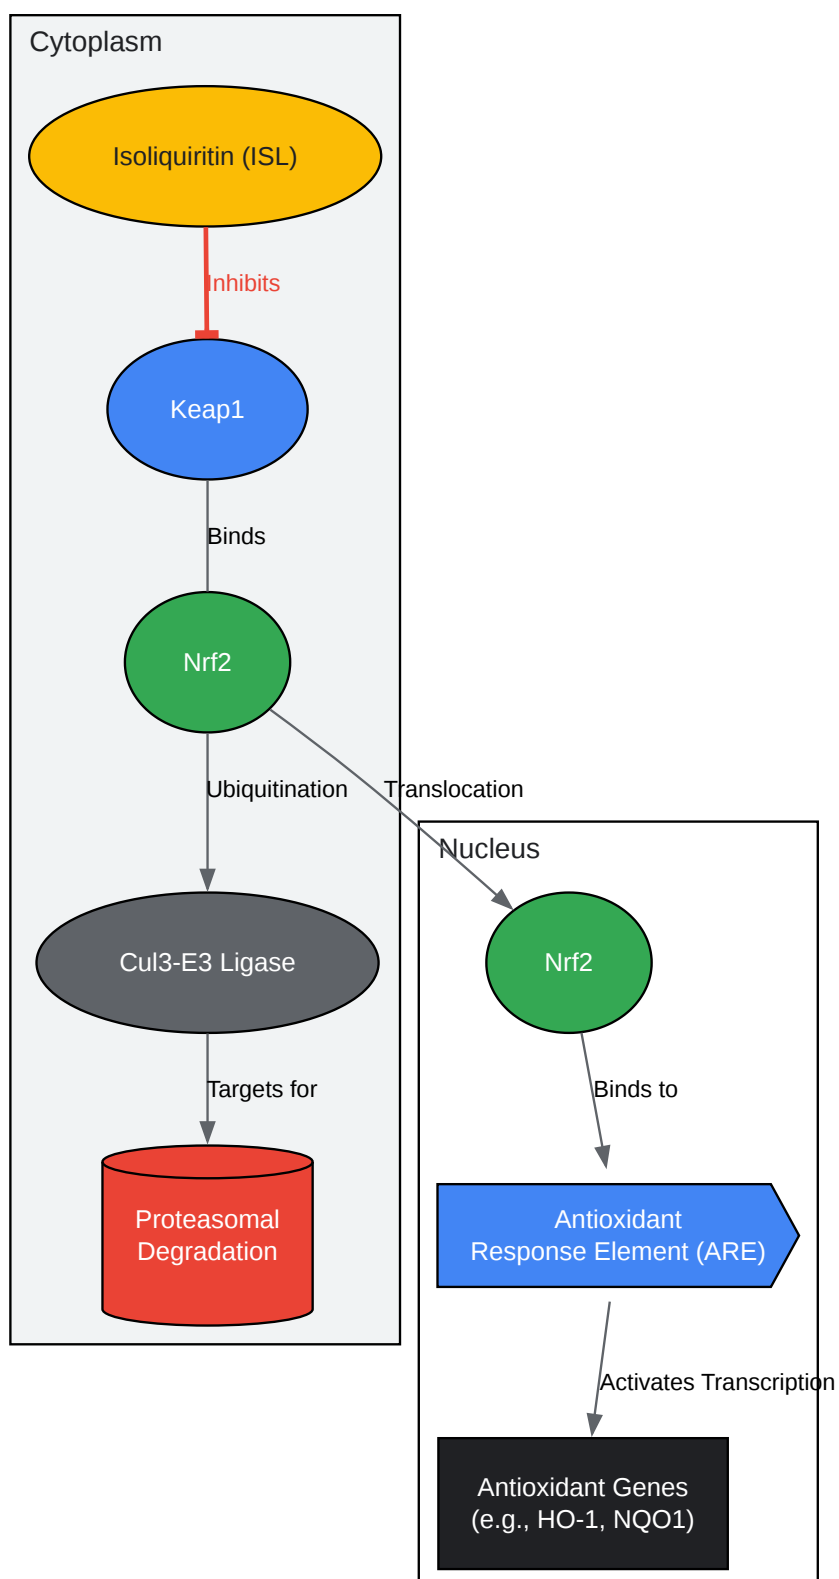 Cytoplasm
Isoliquiritin (ISL)
Inhibits
Keap1
Binds
Nrf2
Ubiquitination
Translocation
Nucleus
Cul3-E3 Ligase
Nrf2
Targets for
Binds to
Proteasomal
Degradation
Antioxidant
Response Element (ARE)
Activates Transcription
Antioxidant Genes
(e.g., HO-1, NQO1)